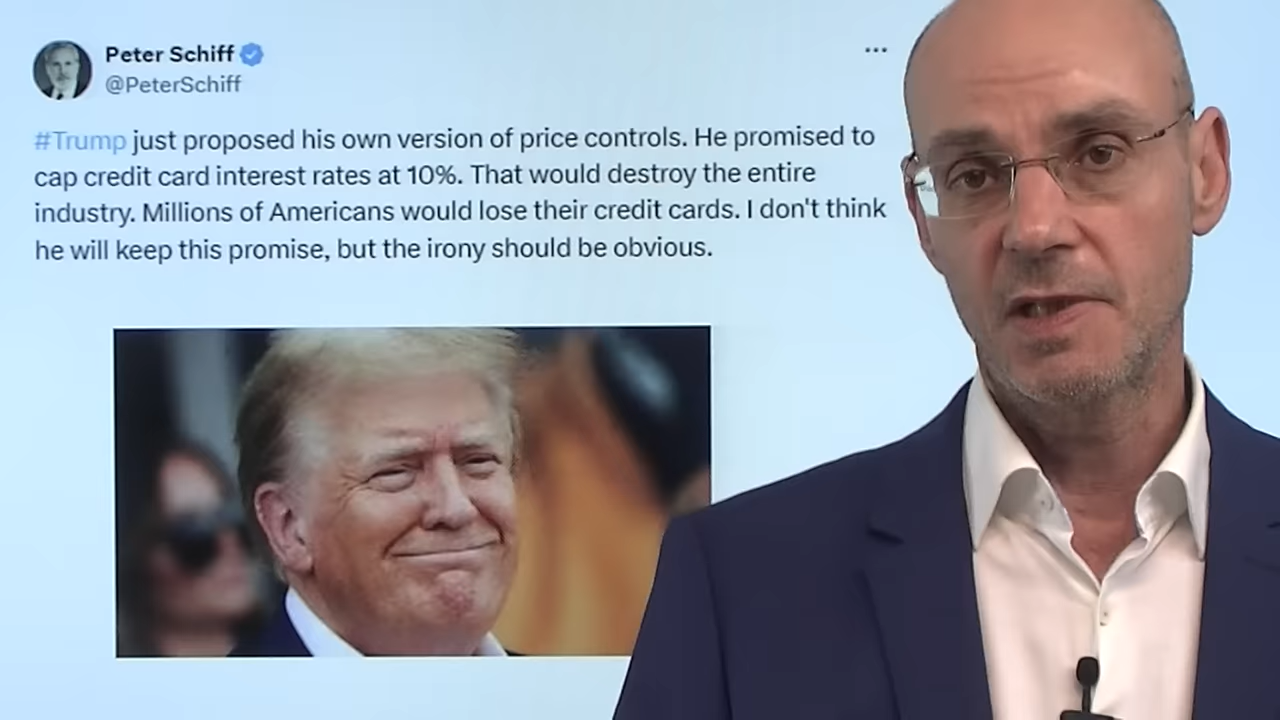 Peter Schiff
@PeterSchiff
#Trump just proposed his own version of price controls. He promised to
cap credit card interest rates at 10%. That would destroy the entire
industry. Millions of Americans would lose their credit cards. I don't think
he will keep this promise, but the irony should be obvious.